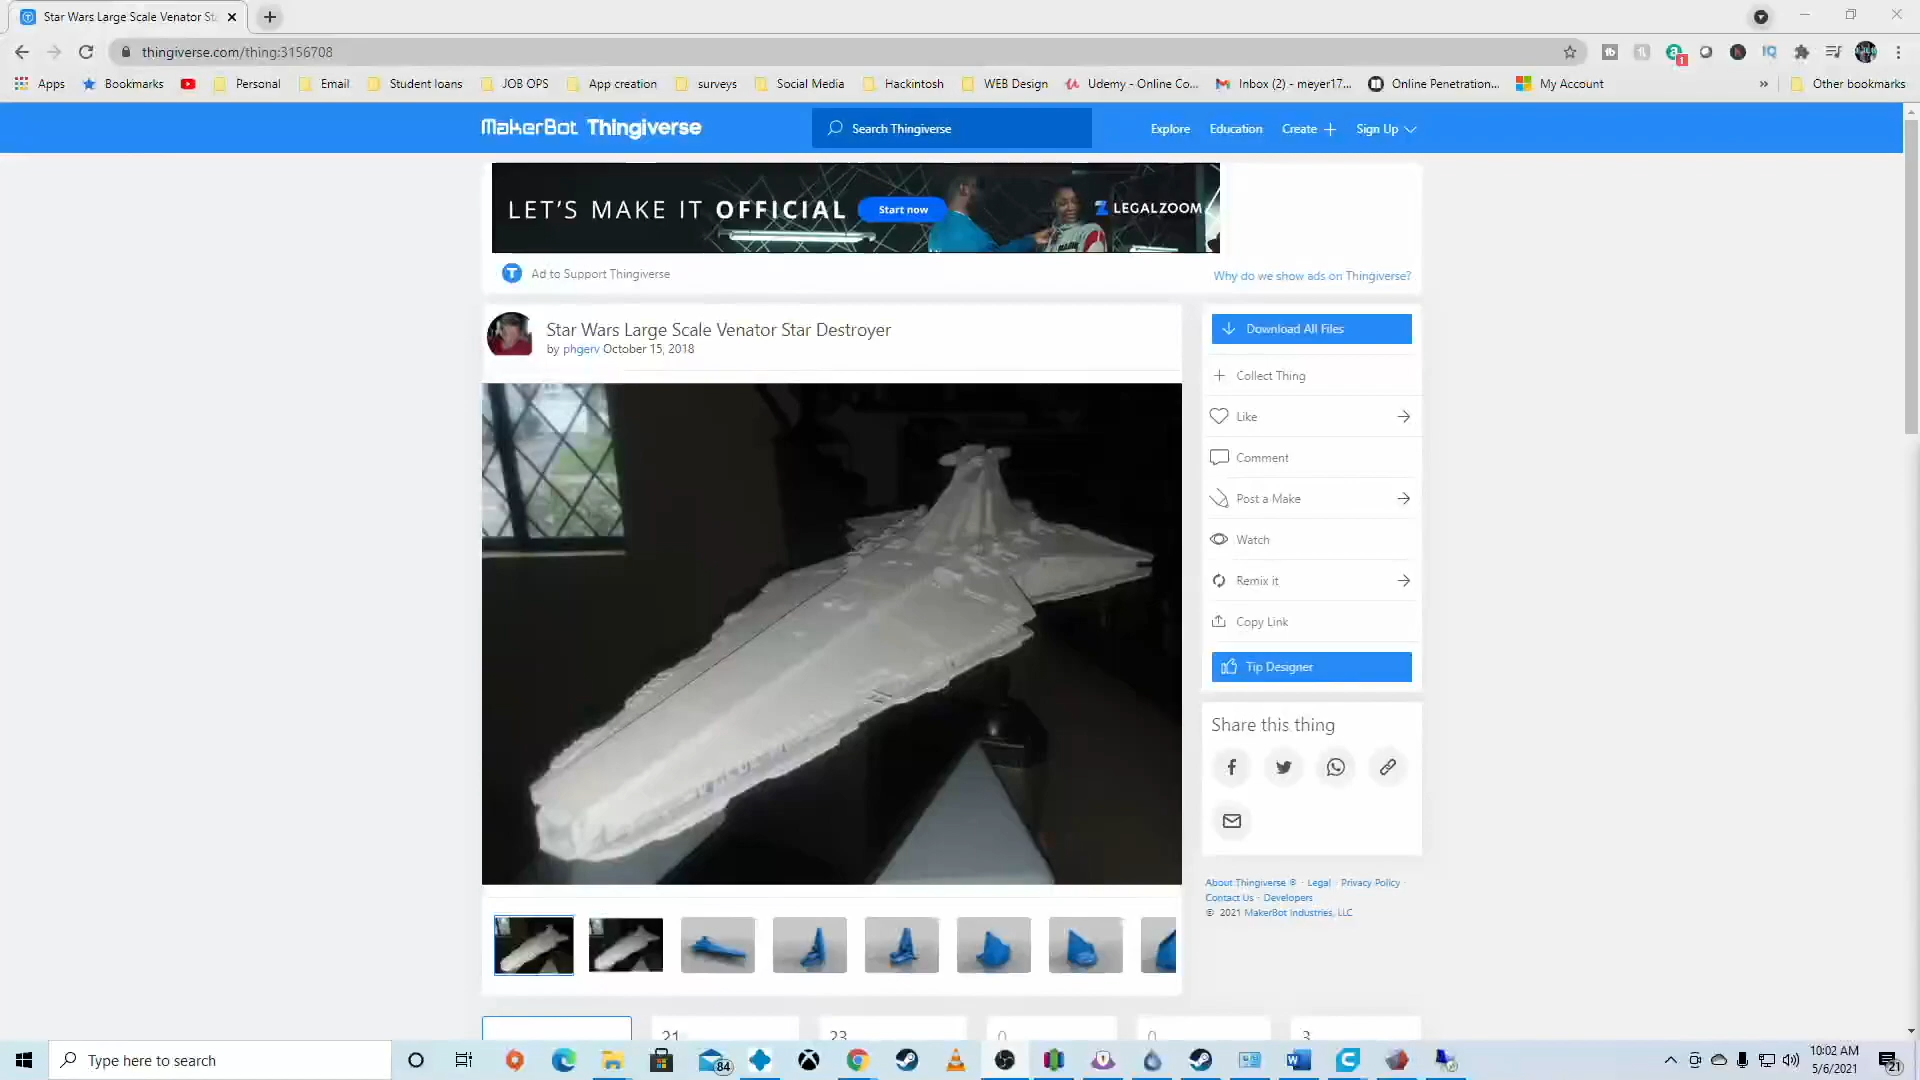 Star Wars Large Scale Venator St
thingiverse.com/thing:3156708
Apps
Bookmarks
Personal
Email
Student loans
JOB OPS
App creation
surveys
Social Media
Hackintosh
WEB Design
Udemy - Online Co...
Inbox (2) - meyer17...
Online Penetration...
My Account
»
Other bookmarks
MakerBot Thingiverse
Search Thingiverse
Explore
Education
Create
Sign Up
LET'S MAKE IT OFFICIAL
Start now
LEGALZOOM
Ad to Support Thingiverse
Why do we show ads on Thingiverse?
Star Wars Large Scale Venator Star Destroyer
by phgerv October 15, 2018
Download All Files
Collect Thing
Like
Comment
Post a Make
Watch
Remix it
Copy Link
Tip Designer
Share this thing
About Thingiverse ® · Legal · Privacy Policy ·
Contact Us · Developers
© 2021 MakerBot Industries, LLC
21
23
0
0
3
Type here to search
84
10:02 AM
5/6/2021
21